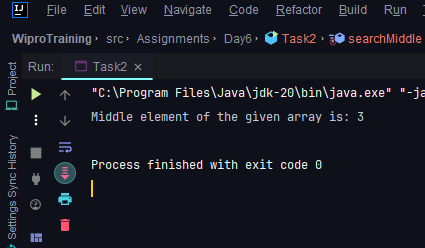 IJ File Edit View Navigate Code Refactor Build Run
WiproTraining src Assignments Day6 Task2 searchMiddle
Run: Task2
Project
Settings Sync History
"C:\Program Files\Java\jdk-20\bin\java.exe" "-ja
Middle element of the given array is: 3
Process finished with exit code 0